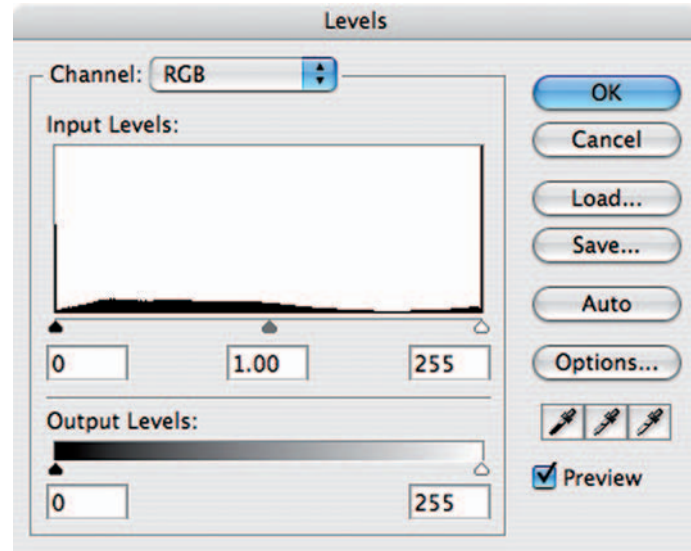 Levels
Channel: RGB
Input Levels:
0 1.00 255
Output Levels:
0 255
OK
Cancel
Load...
Save...
Auto
Options...
Preview